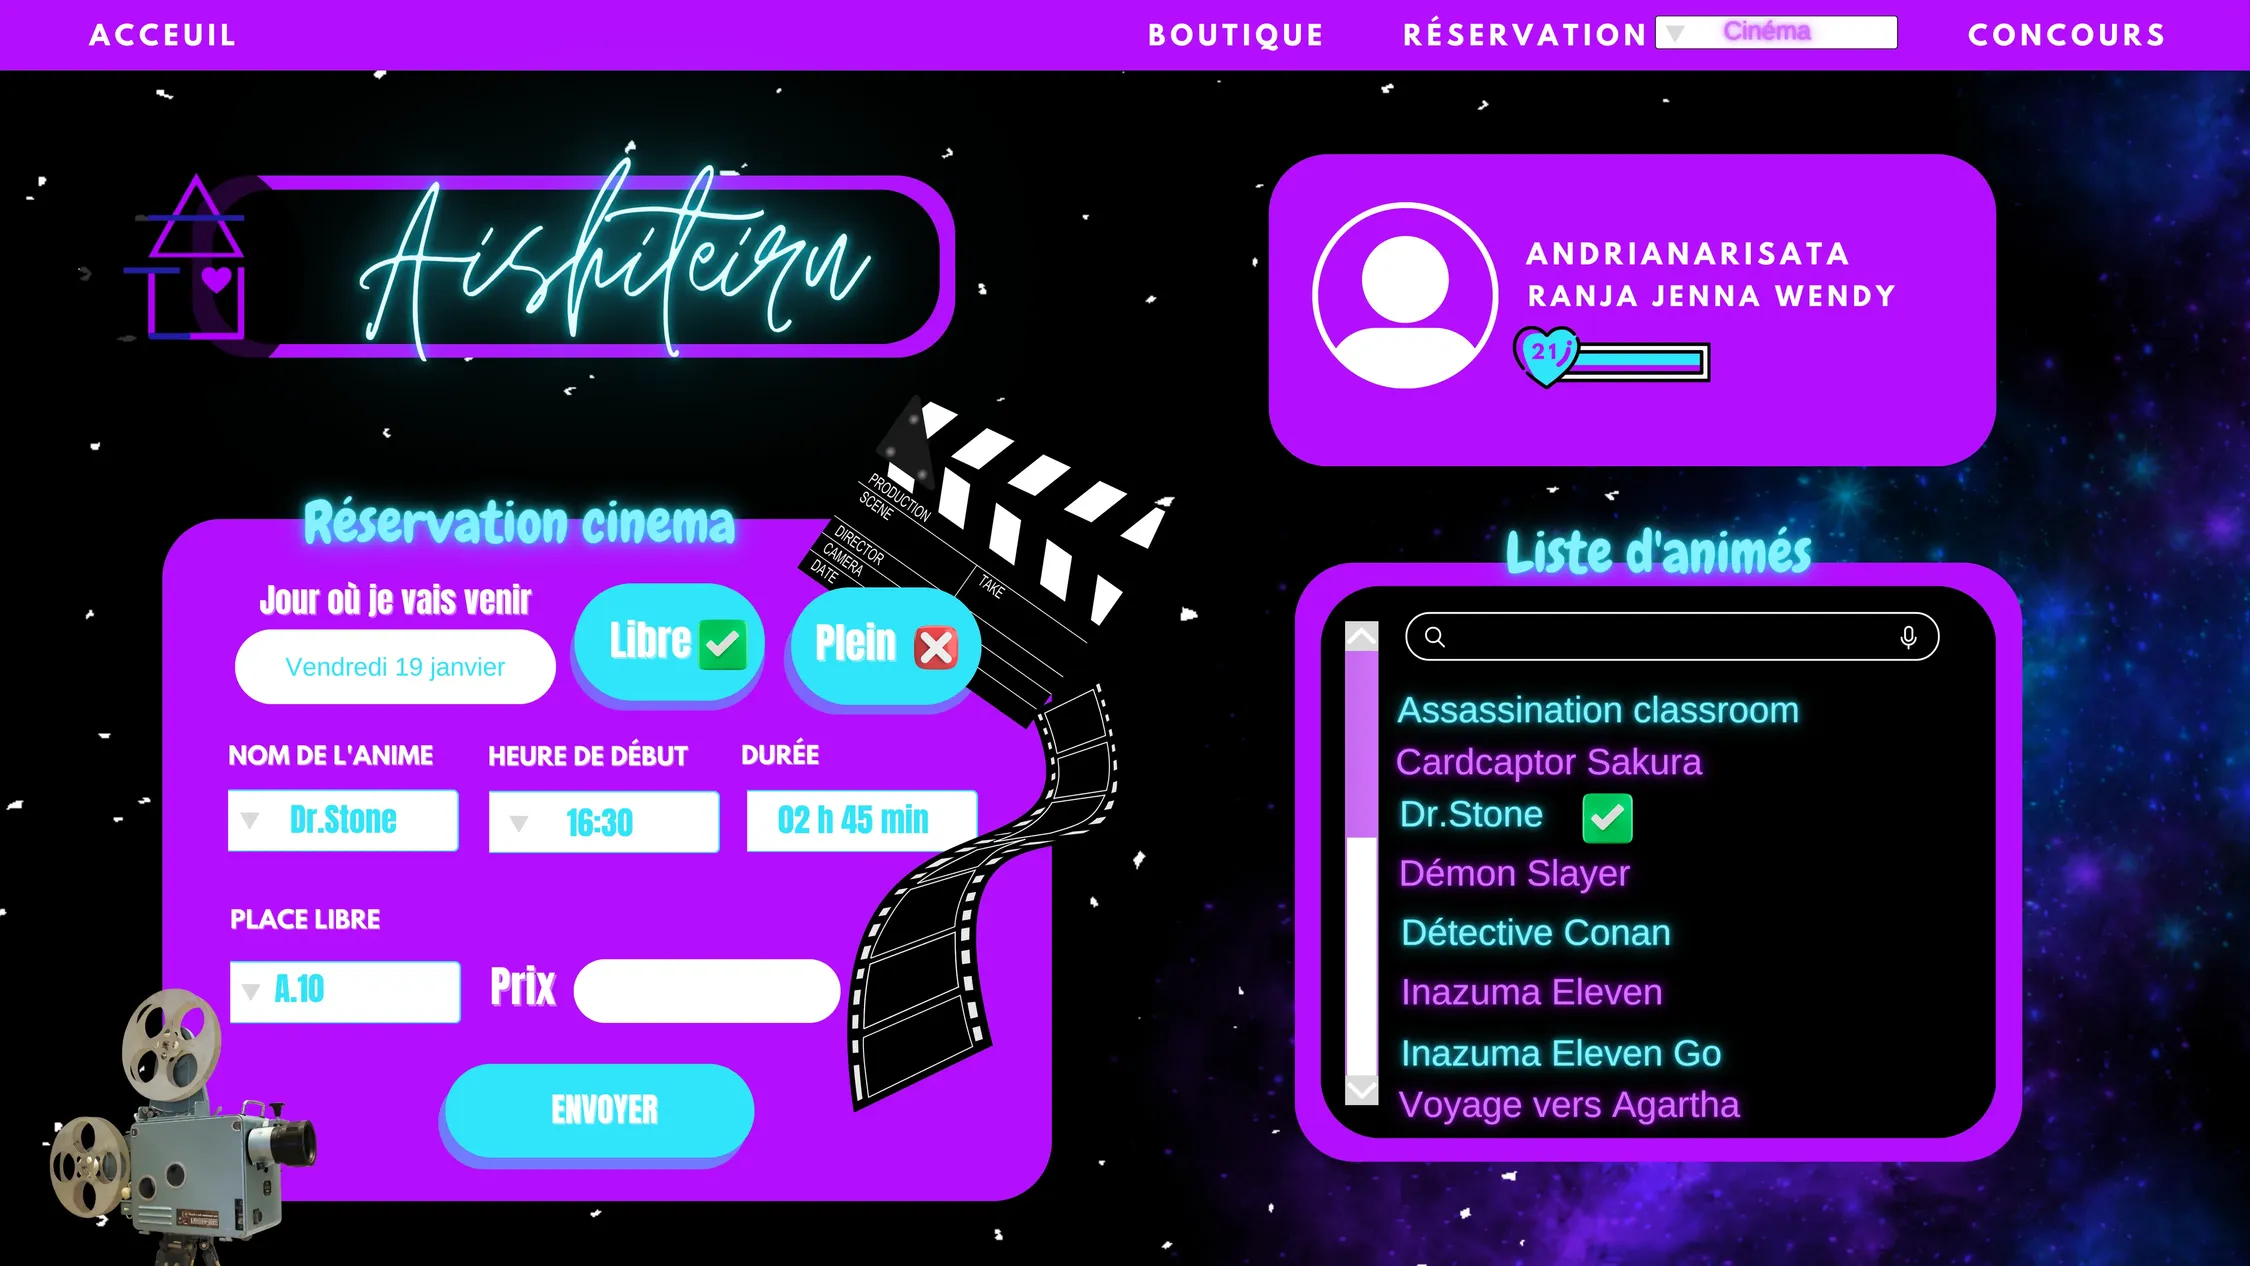 ACCEUIL
BOUTIQUE
RÉSERVATION
Cinéma
CONCOURS
Aishiteiru
ANDRIANARISATA
RANJA JENNA WENDY
21j
PRODUCTION
SCENE
DIRECTOR
CAMERA
DATE
TAKE
Réservation cinema
Jour où je vais venir
Vendredi 19 janvier
Libre
Plein
NOM DE L'ANIME
HEURE DE DÉBUT
DURÉE
Dr.Stone
16:30
02 h 45 min
PLACE LIBRE
A.10
Prix
ENVOYER
Liste d'animés
Assassination classroom
Cardcaptor Sakura
Dr.Stone
Démon Slayer
Détective Conan
Inazuma Eleven
Inazuma Eleven Go
Voyage vers Agartha